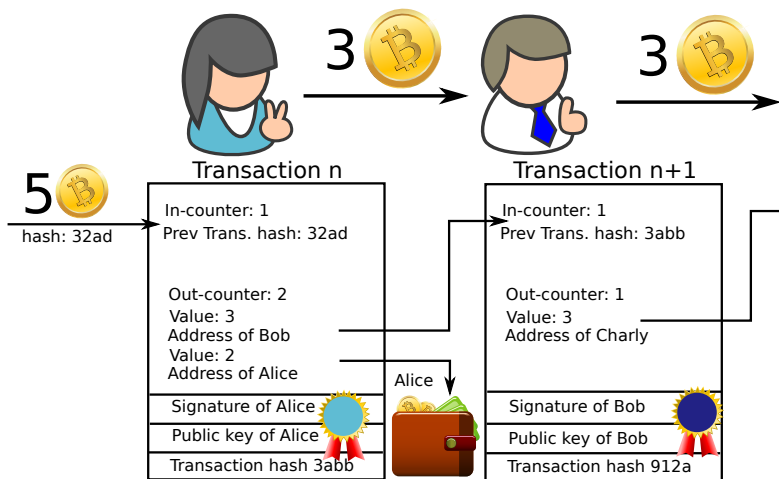 3
3
Transaction n
Transaction n+1
5
hash: 32ad
In-counter: 1
Prev Trans. hash: 32ad
Out-counter: 2
Value: 3
Address of Bob
Value: 2
Address of Alice
Signature of Alice
Public key of Alice
Transaction hash 3abb
Alice
In-counter: 1
Prev Trans. hash: 3abb
Out-counter: 1
Value: 3
Address of Charly
Signature of Bob
Public key of Bob
Transaction hash 912a